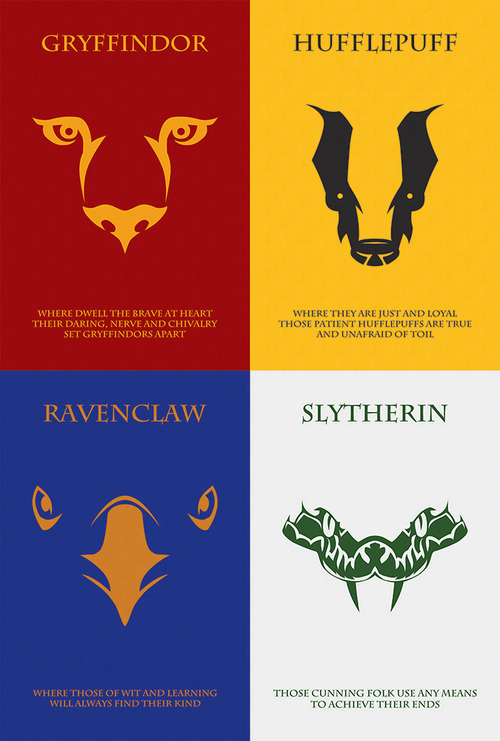 GRYFFINDOR
WHERE DWELL THE BRAVE AT HEART
THEIR DARING, NERVE AND CHIVALRY
SET GRYFFINDORS APART
HUFFLEPUFF
WHERE THEY ARE JUST AND LOYAL
THOSE PATIENT HUFFLEPUFFS ARE TRUE
AND UNAFRAID OF TOIL
RAVENCLAW
WHERE THOSE OF WIT AND LEARNING
WILL ALWAYS FIND THEIR KIND
SLYTHERIN
THOSE CUNNING FOLK USE ANY MEANS
TO ACHIEVE THEIR ENDS